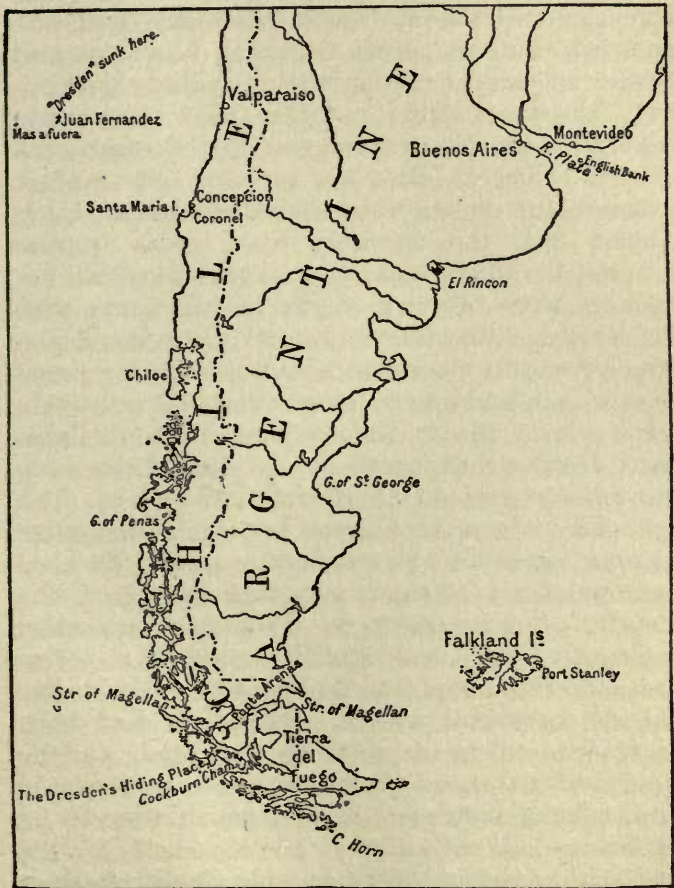 "Dresden" sunk here.
Juan Fernandez
Mas a fuera
Valparaiso
Montevideo
Buenos Aires
R. Plate
English Bank
Santa Maria I.
Concepcion
Coronel
El Rincon
Chiloe
G. of Penas
G. of St. George
CHILE
ARGENTINE
Falkland Is
Port Stanley
Str of Magellan
Punta Arenas
Str. of Magellan
Tierra
del
Fuego
The Dresden's Hiding Place
Cockburn Chan.
C Horn